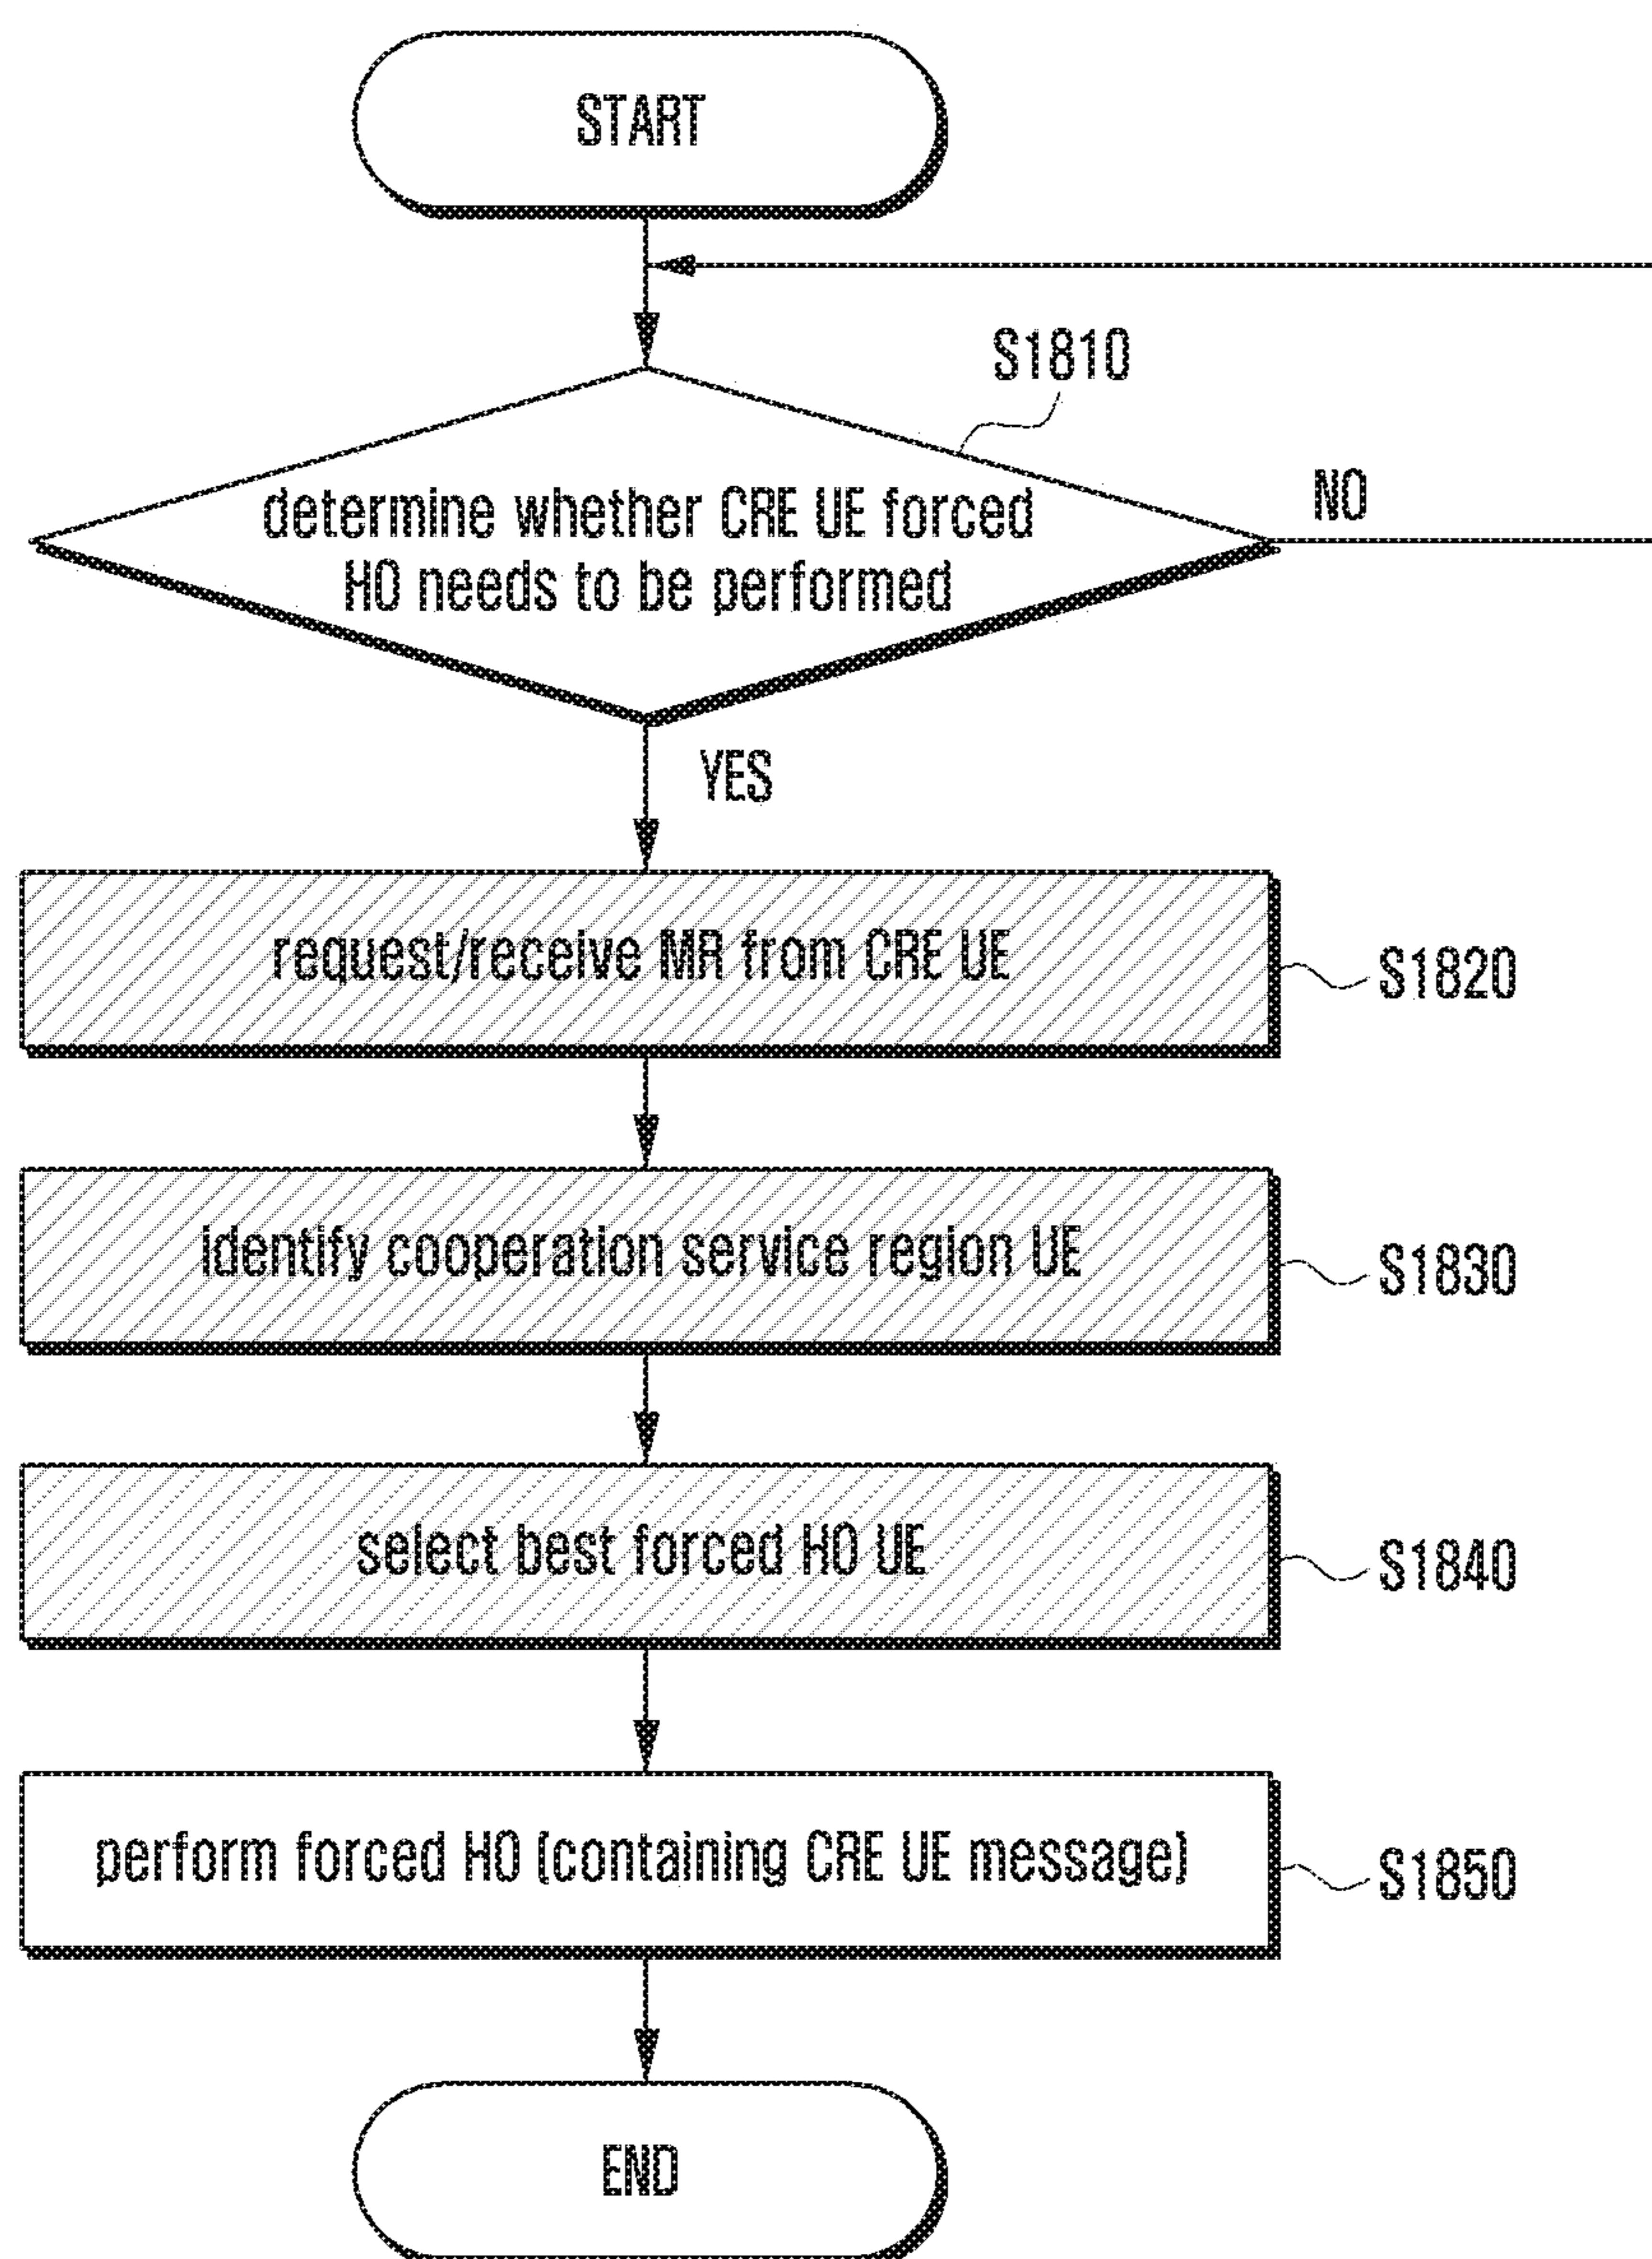 START
S1810
determine whether CRE UE forced
HO needs to be performed
NO
YES
request/receive MR from CRE UE
S1820
identify cooperation service region UE
S1830
select best forced HO UE
S1840
perform forced HO (containing CRE UE message)
S1850
END